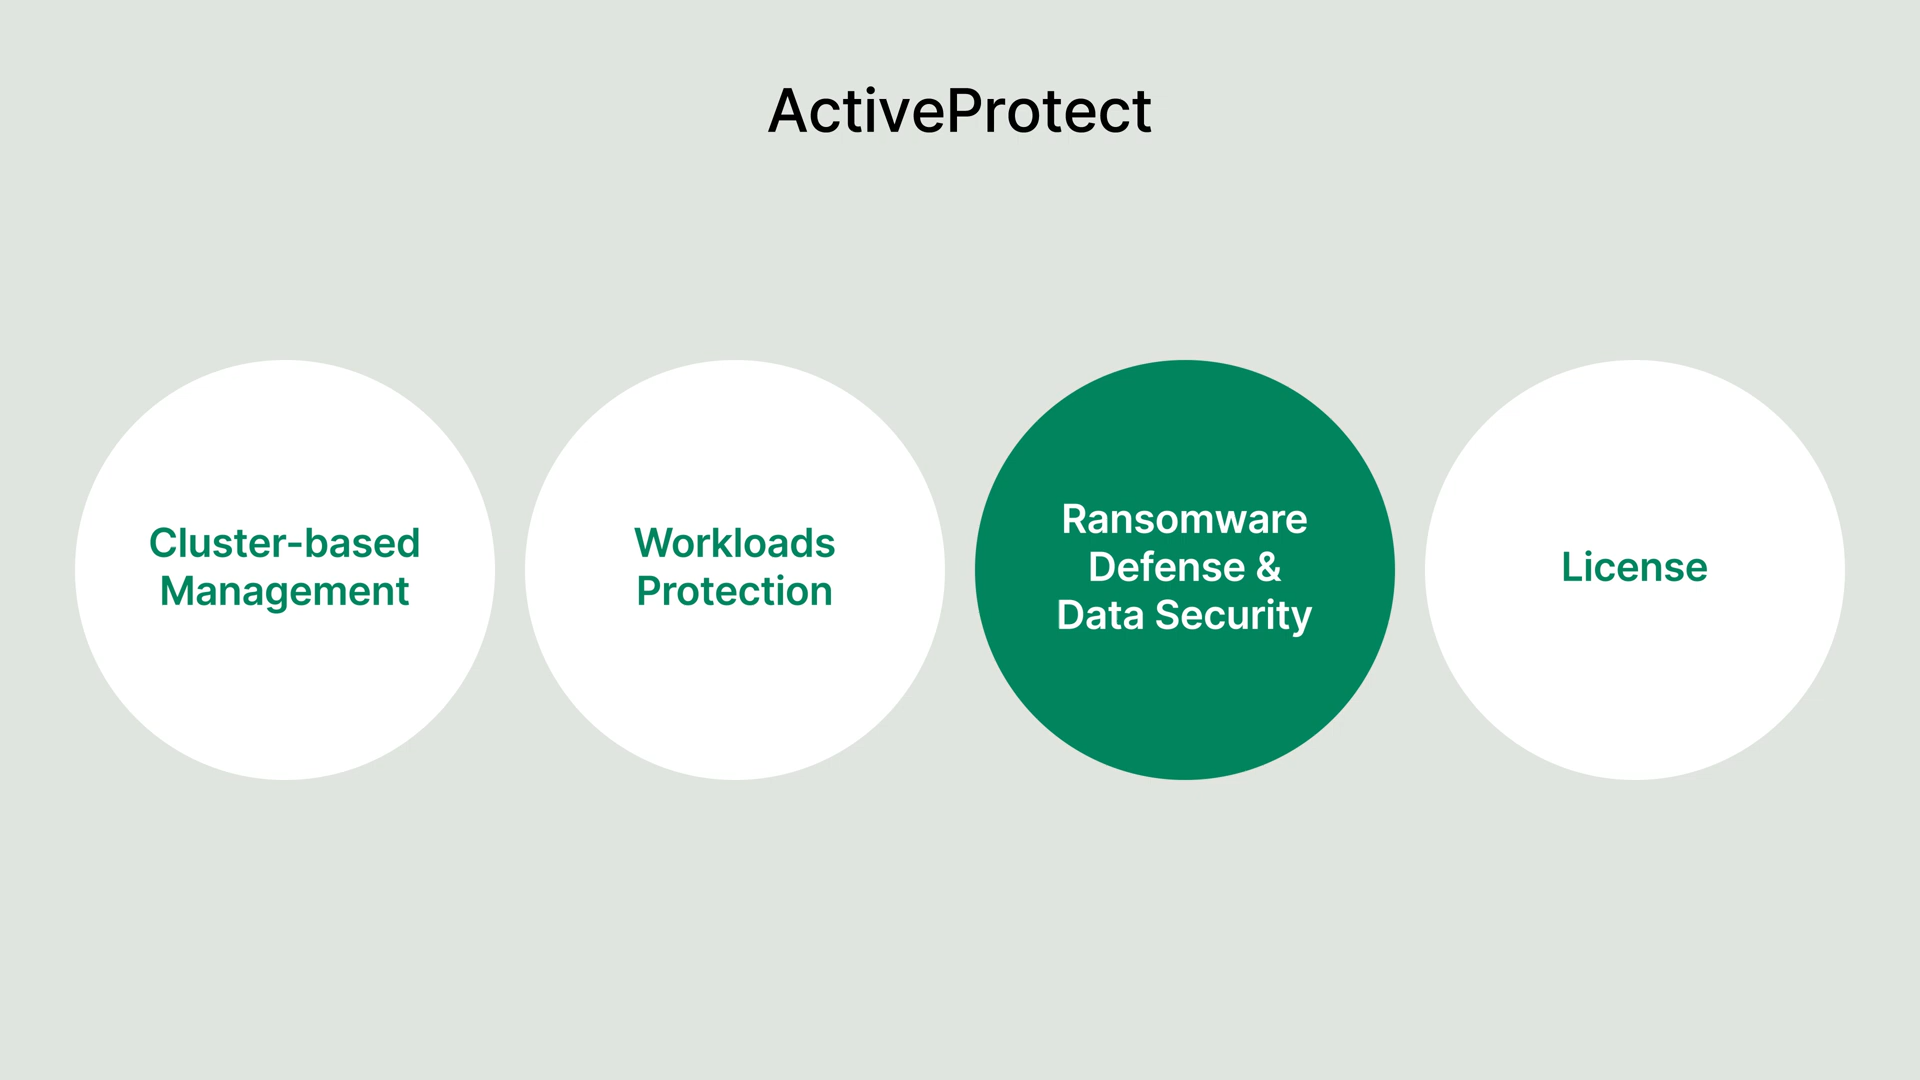 ActiveProtect
Cluster-based
Management
Workloads
Protection
Ransomware
Defense &
Data Security
License